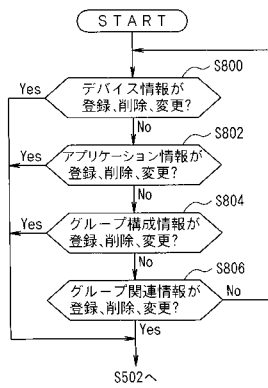 START
S800
デバイス情報が
登録、削除、変更?
Yes
No
S802
アプリケーション情報が
登録、削除、変更?
Yes
No
S804
グループ構成情報が
登録、削除、変更?
Yes
No
S806
グループ関連情報が
登録、削除、変更?
No
Yes
S502へ